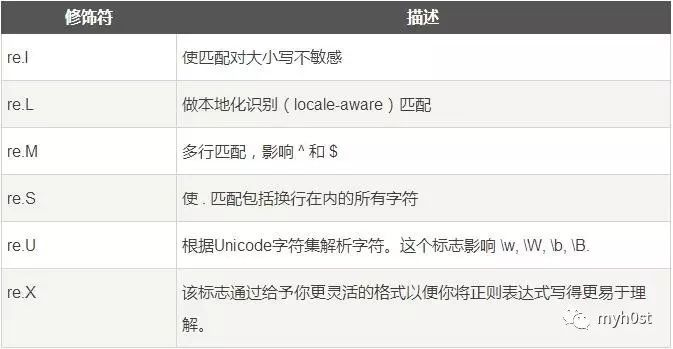 修饰符 描述
re.I 使匹配对大小写不敏感
re.L 做本地化识别（locale-aware）匹配
re.M 多行匹配，影响 ^ 和 $
re.S 使 . 匹配包括换行在内的所有字符
re.U 根据Unicode字符集解析字符。这个标志影响 \w, \W, \b, \B.
re.X 该标志通过给予你更灵活的格式以便你将正则表达式写得更易于理
解。
myh0st